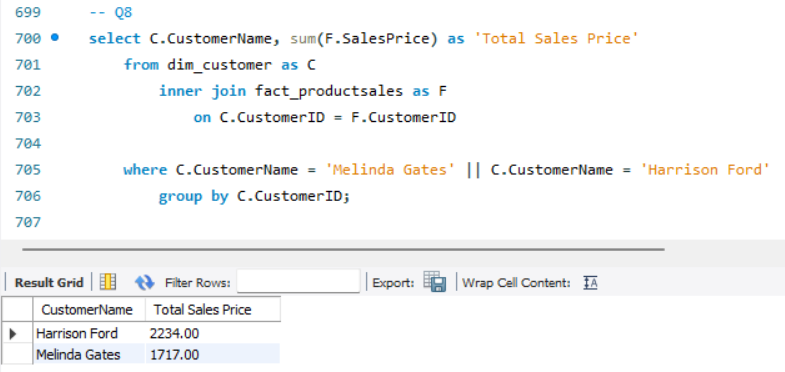 699 -- Q8
700 select C.CustomerName, sum(F.SalesPrice) as 'Total Sales Price'
701 from dim_customer as C
702 inner join fact_productsales as F
703 on C.CustomerID = F.CustomerID
704
705 where C.CustomerName = 'Melinda Gates' || C.CustomerName = 'Harrison Ford'
706 group by C.CustomerID;
707
Result Grid Filter Rows: Export: Wrap Cell Content: IA
CustomerName Total Sales Price
Harrison Ford 2234.00
Melinda Gates 1717.00